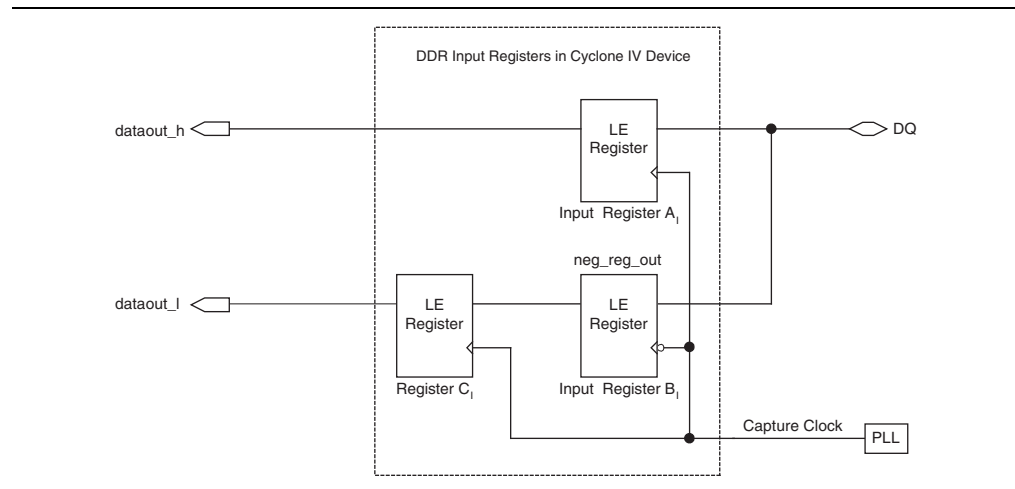 DDR Input Registers in Cyclone IV Device
dataout_h
LE
Register
DQ
Input Register A_I
neg_reg_out
dataout_l
LE
Register
LE
Register
Register C_I
Input Register B_I
Capture Clock
PLL